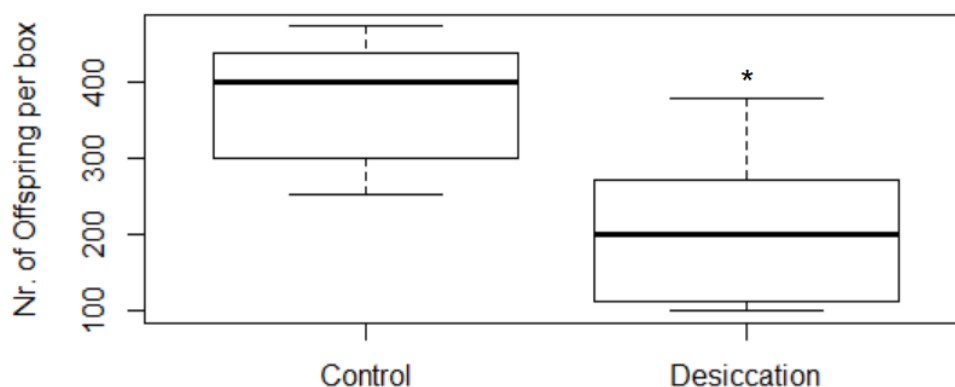 Nr. of Offspring per box
400
300
200
100
*
Control
Desiccation